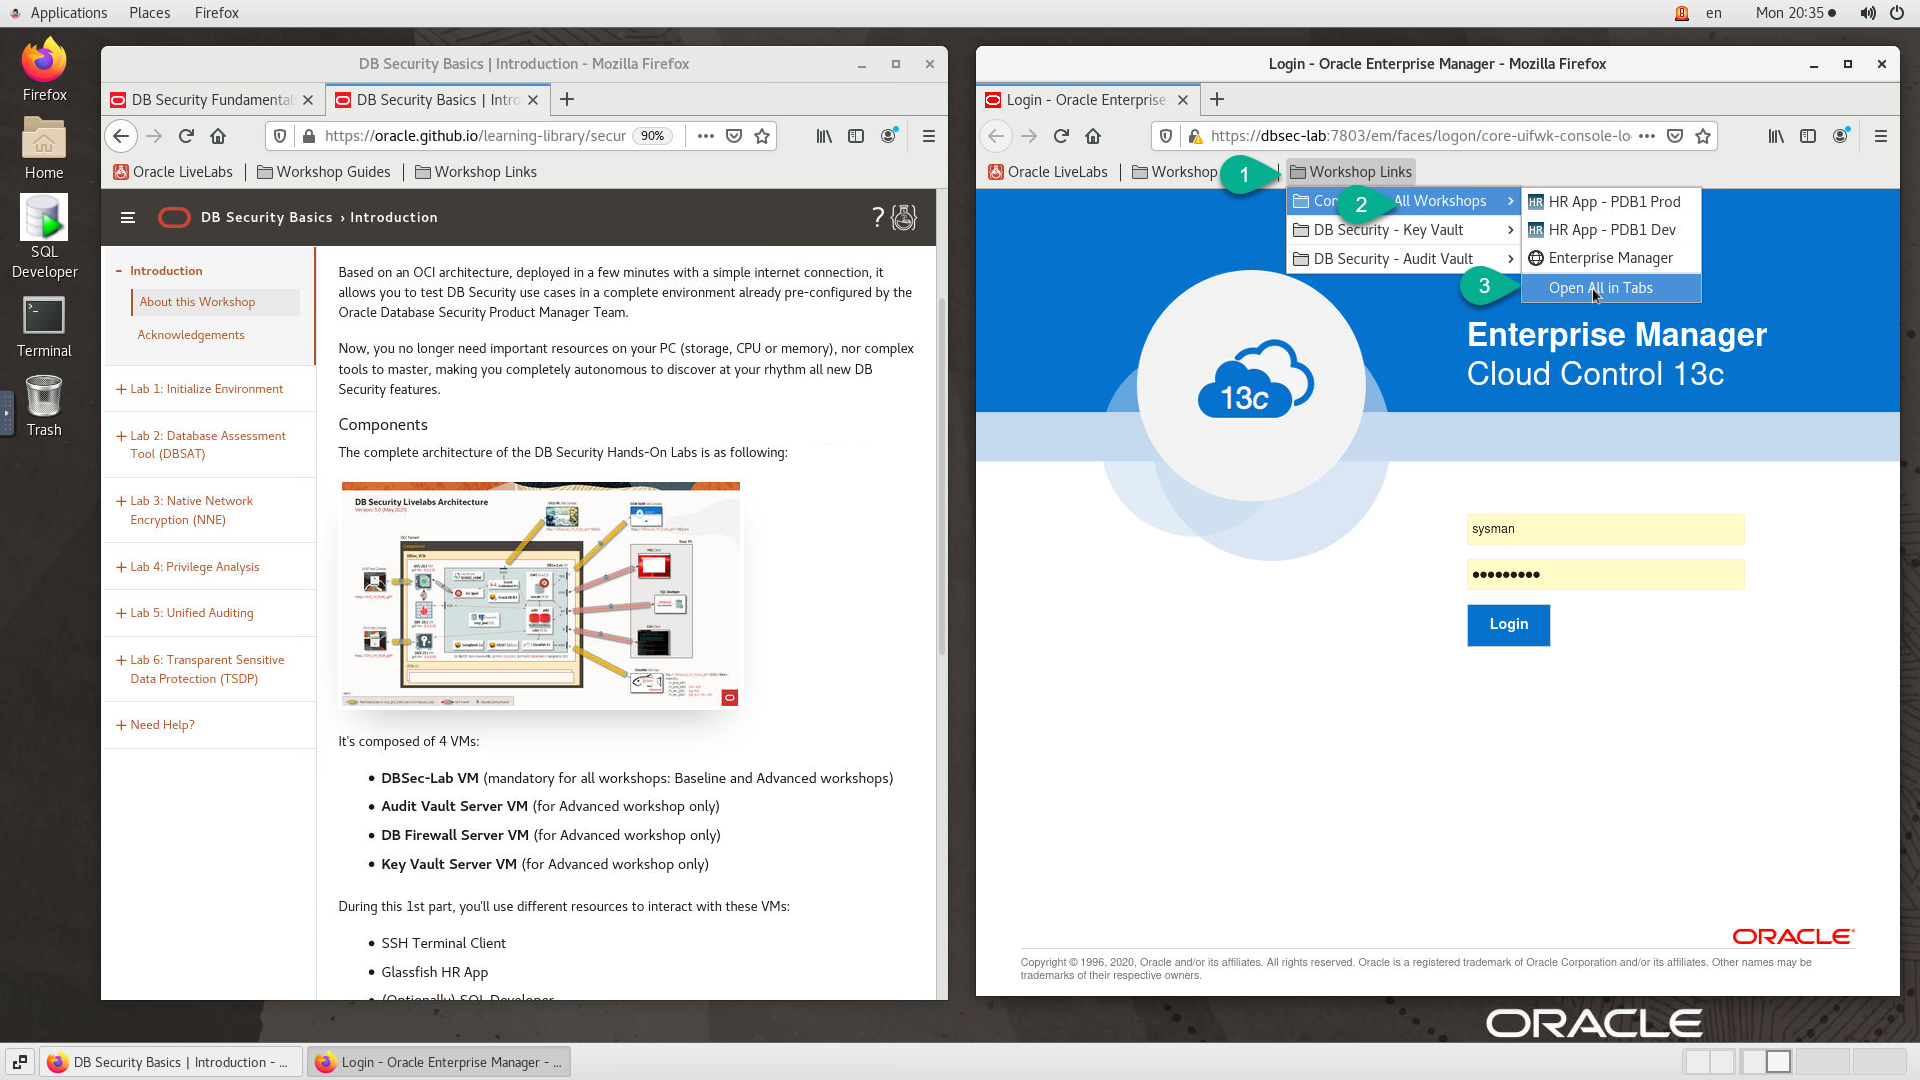 Applications Places Firefox
en Mon 20:35
Firefox
Home
SQL
Developer
Terminal
Trash
DB Security Basics | Introduction - Mozilla Firefox
DB Security Fundamentals
DB Security Basics | Intro
https://oracle.github.io/learning-library/secur 90%
Oracle LiveLabs Workshop Guides Workshop Links
DB Security Basics › Introduction ?
Introduction
About this Workshop
Acknowledgements
Lab 1: Initialize Environment
Lab 2: Database Assessment
Tool (DBSAT)
Lab 3: Native Network
Encryption (NNE)
Lab 4: Privilege Analysis
Lab 5: Unified Auditing
Lab 6: Transparent Sensitive
Data Protection (TSDP)
Need Help?
Based on an OCI architecture, deployed in a few minutes with a simple internet connection, it
allows you to test DB Security use cases in a complete environment already pre-configured by the
Oracle Database Security Product Manager Team.
Now, you no longer need important resources on your PC (storage, CPU or memory), nor complex
tools to master, making you completely autonomous to discover at your rhythm all new DB
Security features.
Components
The complete architecture of the DB Security Hands-On Labs is as following:
DB Security Livelabs Architecture
Version: 3.0 (May 2021)
It's composed of 4 VMs:
DBSec-Lab VM (mandatory for all workshops: Baseline and Advanced workshops)
Audit Vault Server VM (for Advanced workshop only)
DB Firewall Server VM (for Advanced workshop only)
Key Vault Server VM (for Advanced workshop only)
During this 1st part, you'll use different resources to interact with these VMs:
SSH Terminal Client
Glassfish HR App
(Optionally) SQL Developer
Login - Oracle Enterprise Manager - Mozilla Firefox
Login - Oracle Enterprise
https://dbsec-lab:7803/em/faces/logon/core-uifwk-console-lo
Oracle LiveLabs Workshop 1 Workshop Links
2 All Workshops
DB Security - Key Vault
DB Security - Audit Vault
HR HR App - PDB1 Prod
HR HR App - PDB1 Dev
Enterprise Manager
3 Open All in Tabs
13c
Enterprise Manager
Cloud Control 13c
sysman
Login
ORACLE
Copyright © 1996, 2020, Oracle and/or its affiliates. All rights reserved. Oracle is a registered trademark of Oracle Corporation and/or its affiliates. Other names may be
trademarks of their respective owners.
ORACLE
DB Security Basics | Introduction - ...
Login - Oracle Enterprise Manager - ...